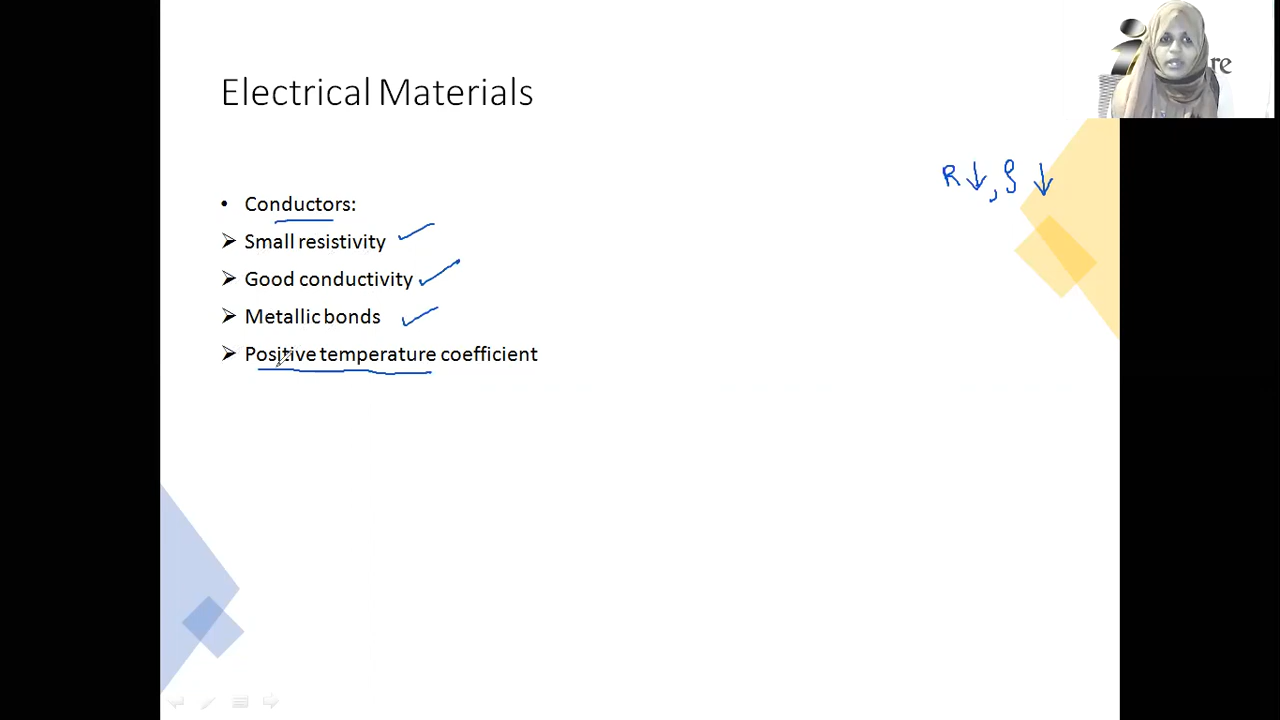 Electrical Materials
R↓, ρ↓
• Conductors:
➢ Small resistivity ✓
➢ Good conductivity ✓
➢ Metallic bonds ✓
➢ Positive temperature coefficient